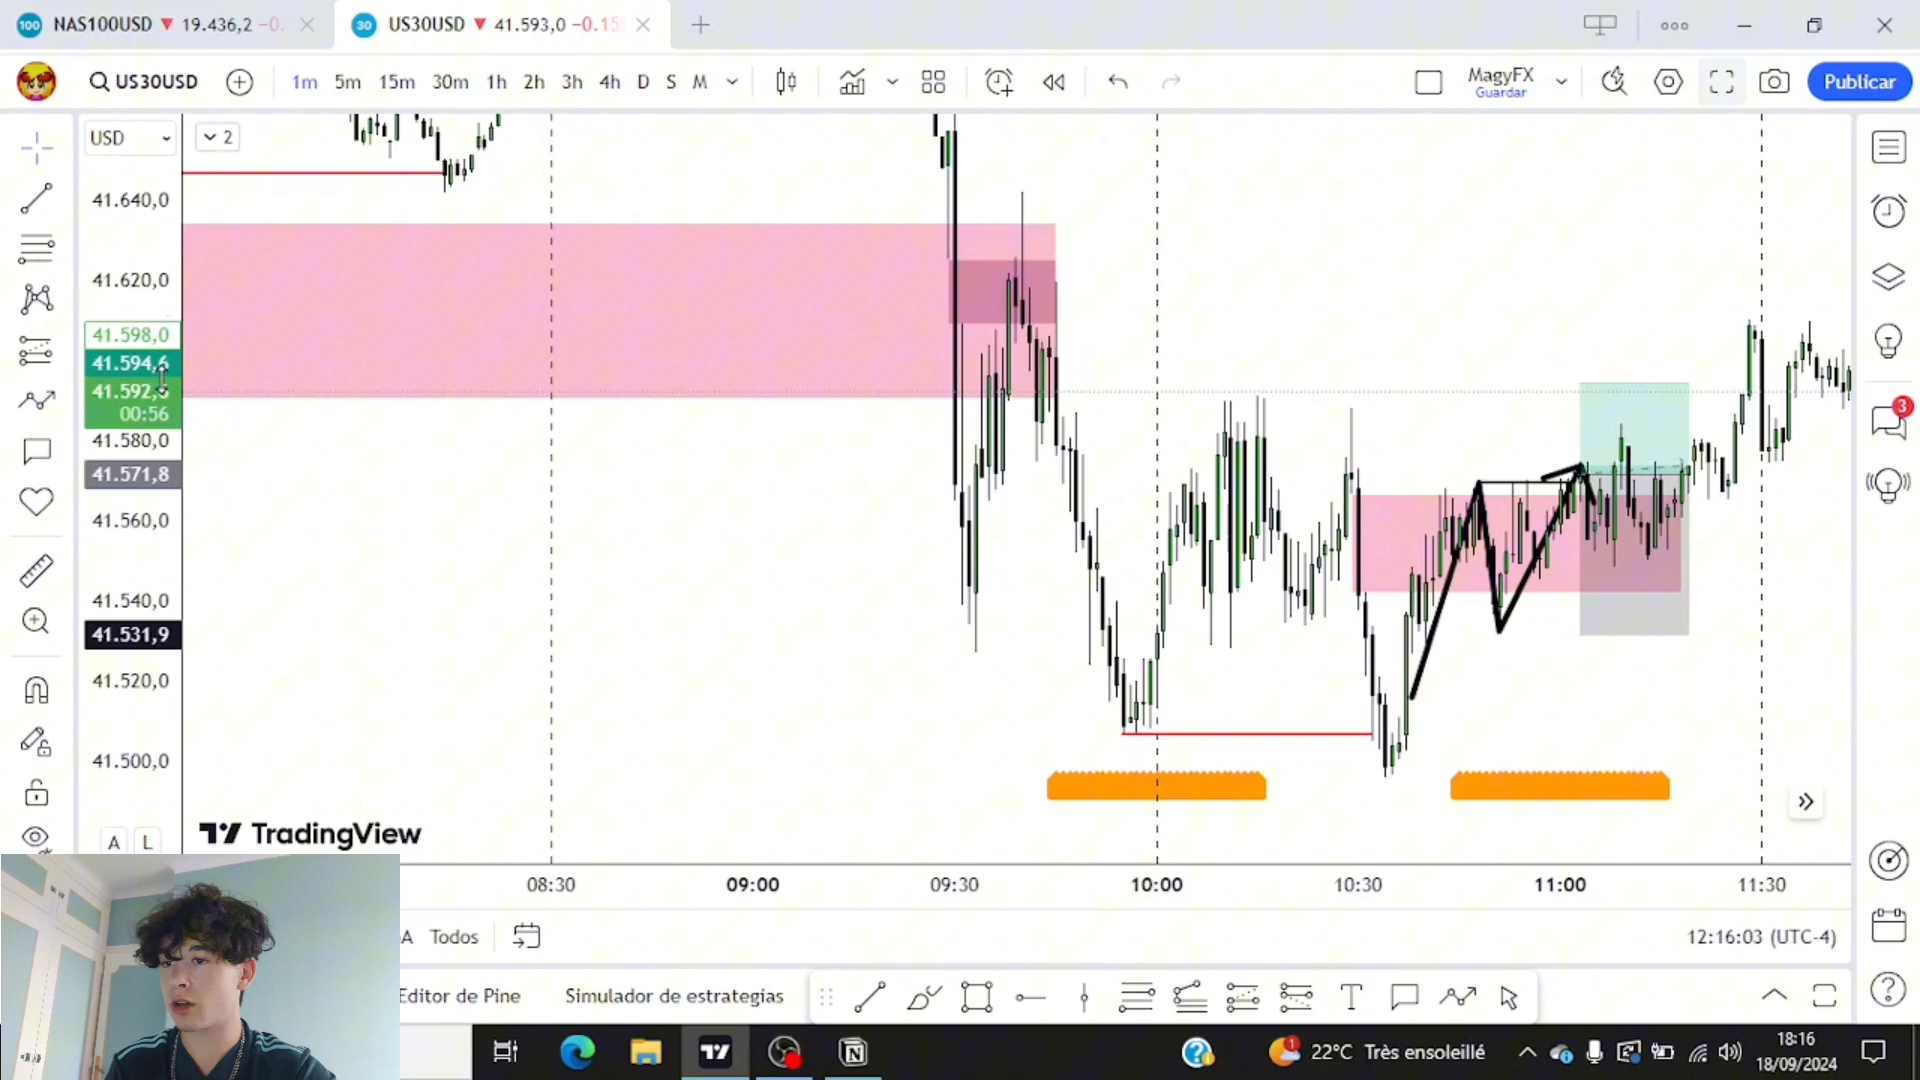 NAS100USD 19.436,2 −0.
US30USD 41.593,0 −0.15
US30USD 1m 5m 15m 30m 1h 2h 3h 4h D S M MagyFX Guardar Publicar
USD 2
41.640,0
41.620,0
41.598,0
41.594,6
41.592,
00:56
41.580,0
41.571,8
41.560,0
41.540,0
41.531,9
41.520,0
41.500,0
3
TradingView
A L
08:30 09:00 09:30 10:00 10:30 11:00 11:30
A Todos 12:16:03 (UTC-4)
Editor de Pine Simulador de estrategias
22°C Très ensoleillé
18:16
18/09/2024